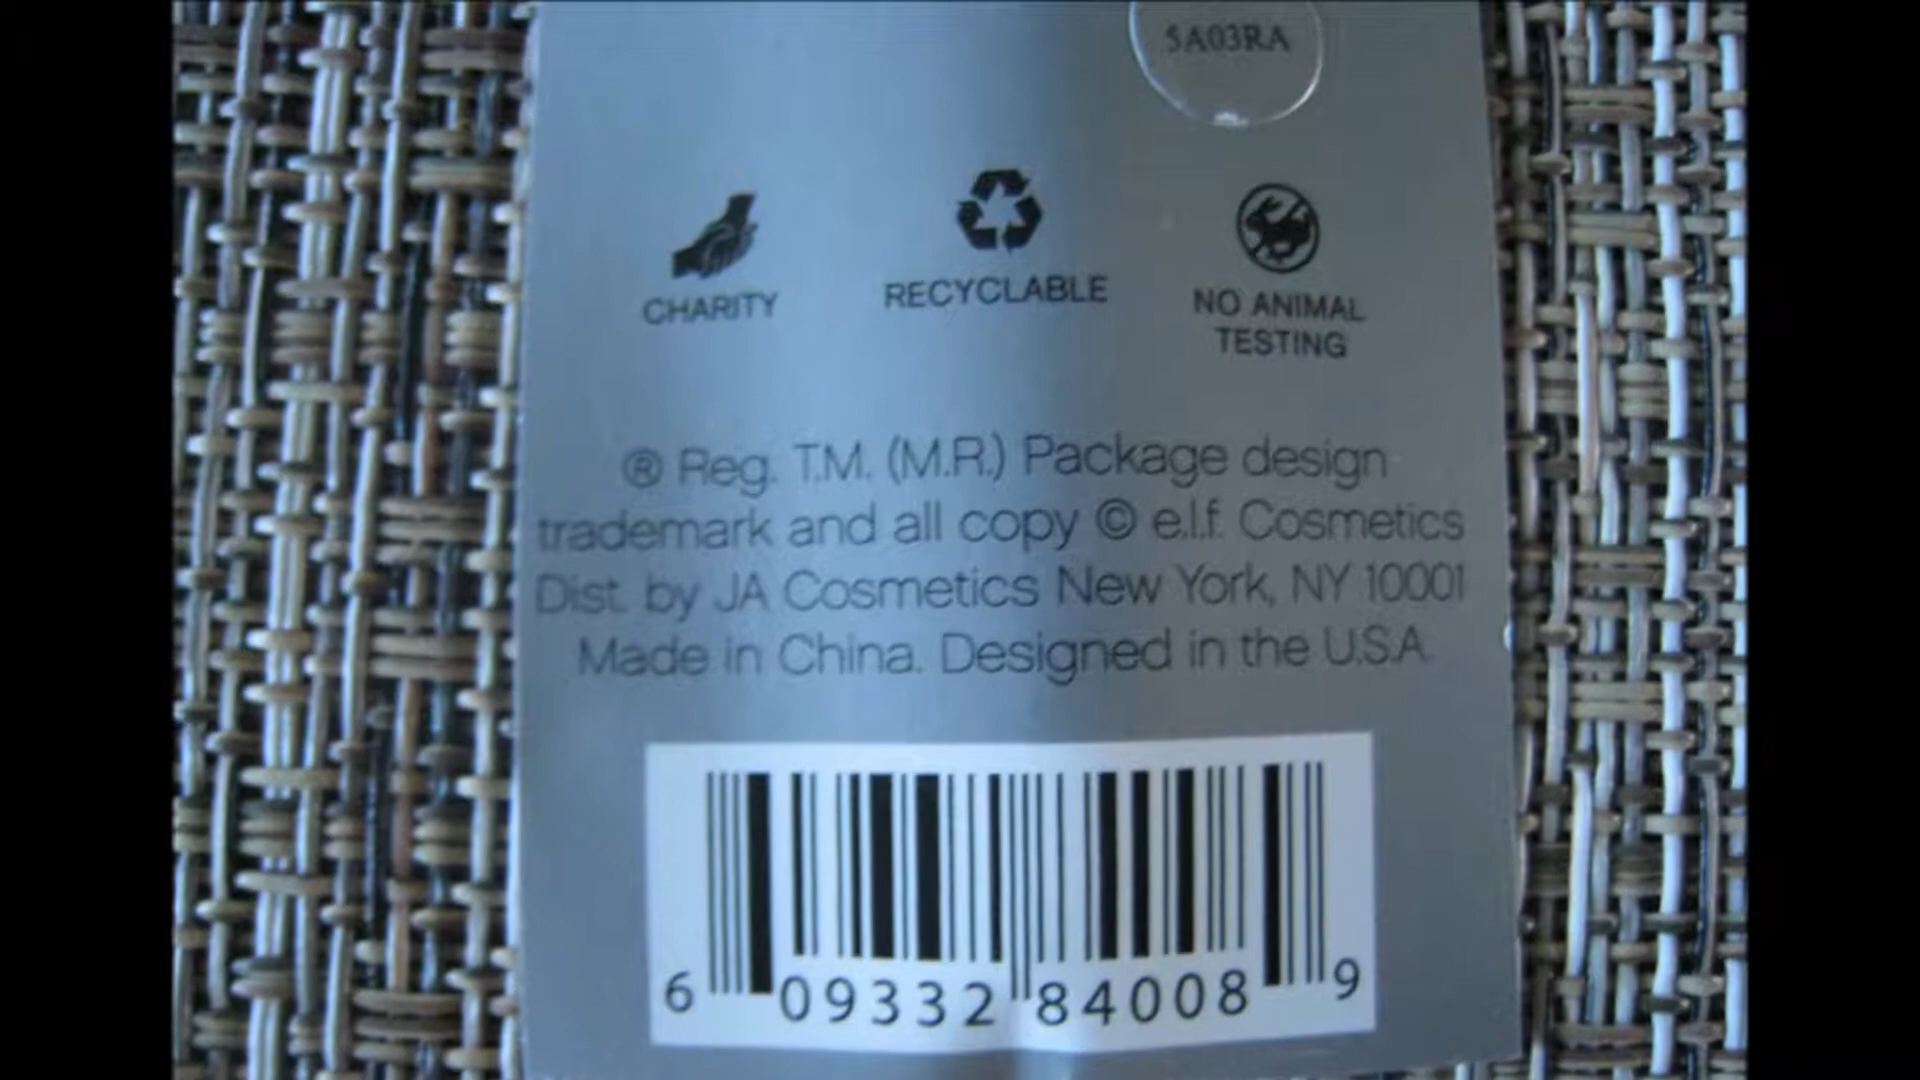 5A03RA
CHARITY
RECYCLABLE
NO ANIMAL
TESTING
® Reg. T.M. (M.R.) Package design
trademark and all copy © e.l.f. Cosmetics
Dist. by JA Cosmetics New York, NY 10001
Made in China. Designed in the U.S.A.
6 09332 84008 9